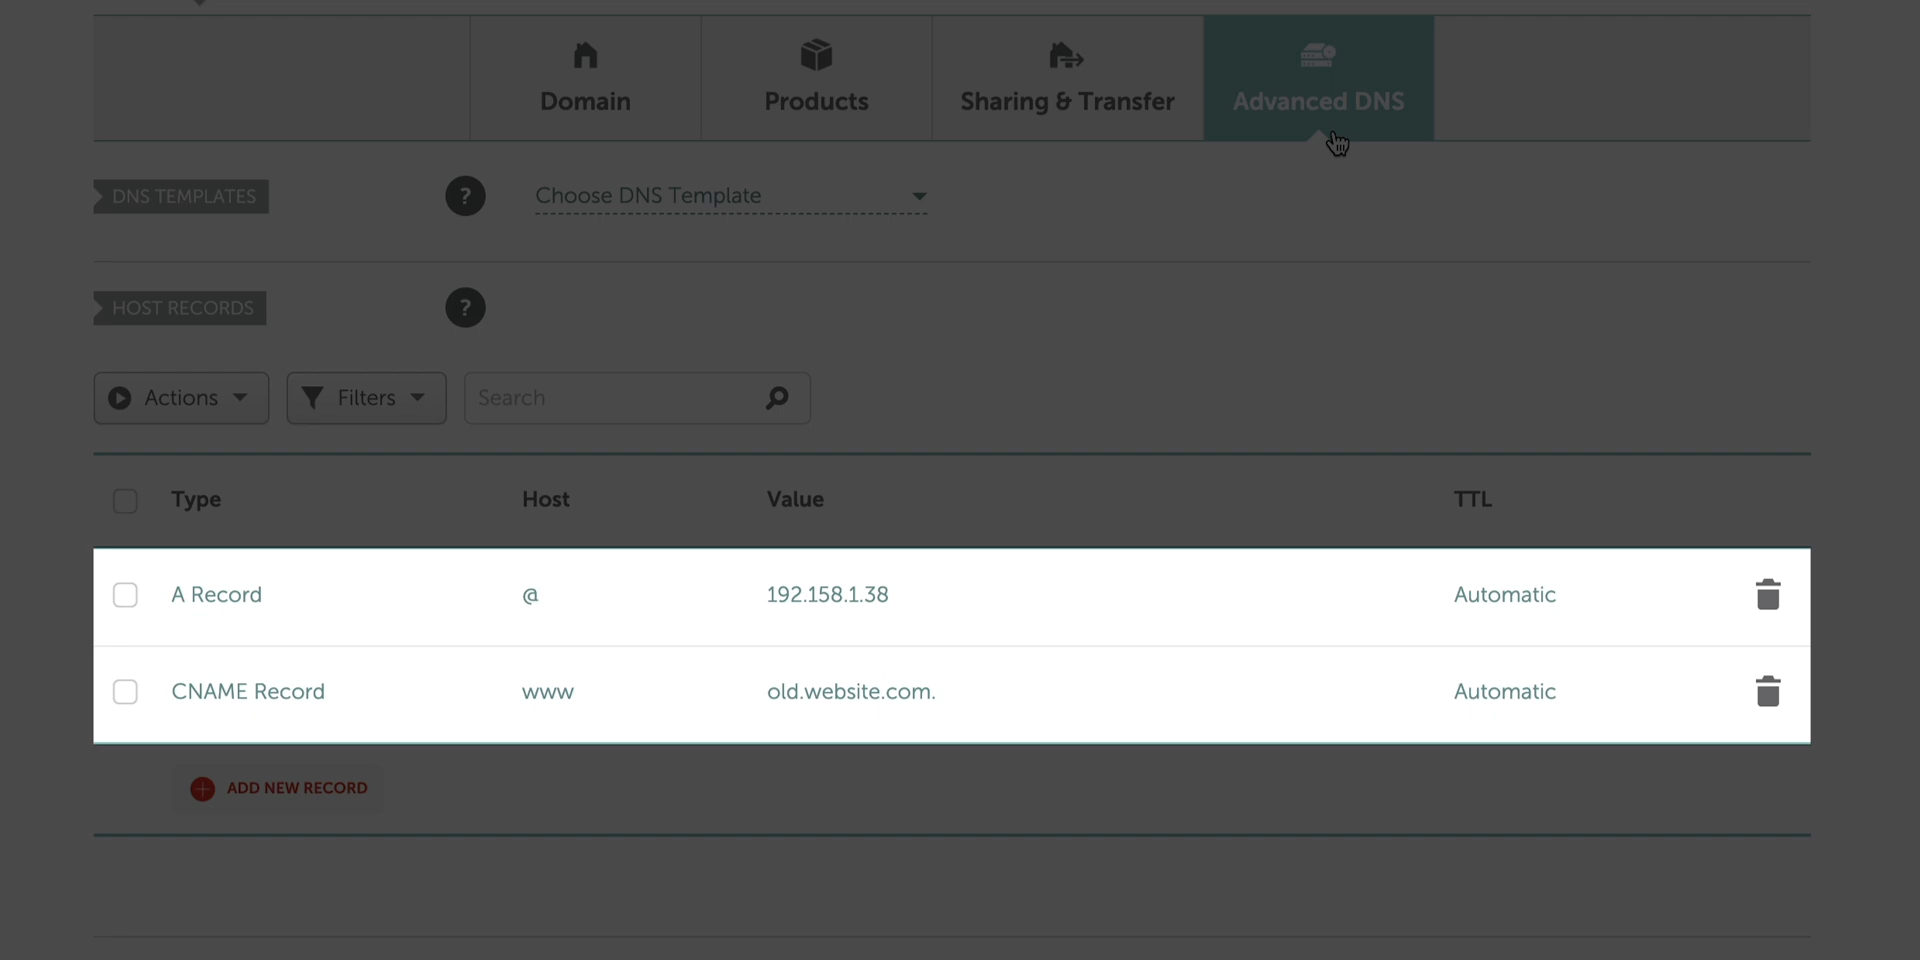 Domain
Products
Sharing & Transfer
Advanced DNS
DNS TEMPLATES
?
Choose DNS Template
HOST RECORDS
?
Actions
Filters
Search
Type Host Value TTL
A Record @ 192.158.1.38 Automatic
CNAME Record www old.website.com. Automatic
ADD NEW RECORD